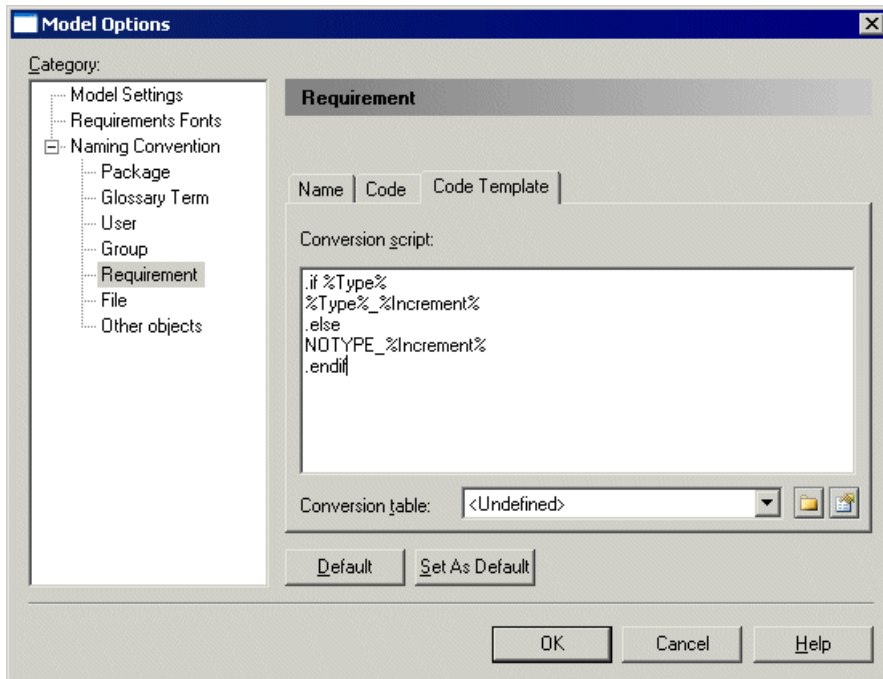 Model Options
Category:
Model Settings
Requirements Fonts
Naming Convention
Package
Glossary Term
User
Group
Requirement
File
Other objects
Requirement
Name
Code
Code Template
Conversion script:
.if %Type%
%Type%_%Increment%
.else
NOTYPE_%Increment%
.endif
Conversion table:
<Undefined>
Default
Set As Default
OK
Cancel
Help